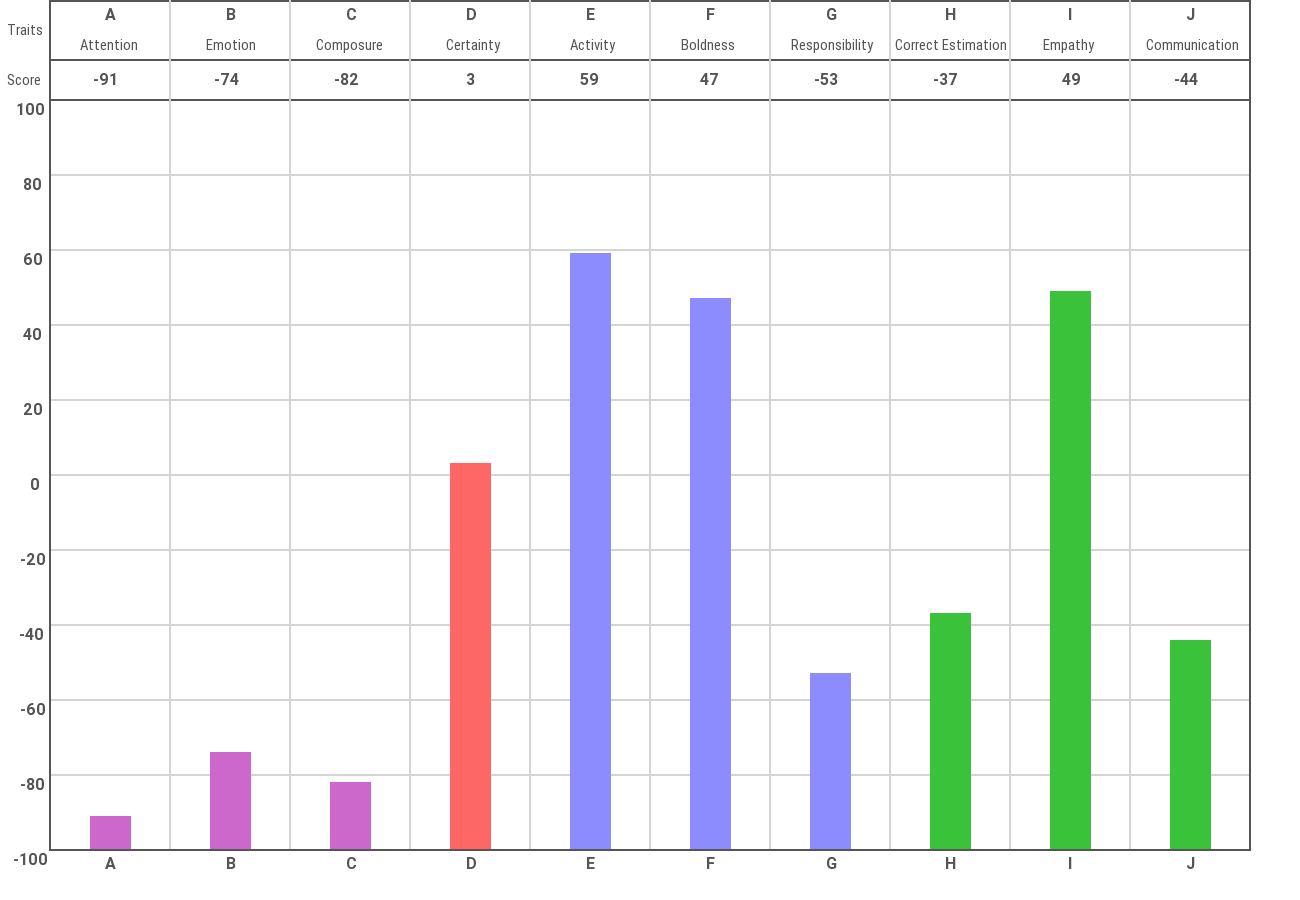 A B C D E F G H I J
Traits
Attention Emotion Composure Certainty Activity Boldness Responsibility Correct Estimation Empathy Communication
Score -91 -74 -82 3 59 47 -53 -37 49 -44
100
80
60
40
20
0
-20
-40
-60
-80
-100
A B C D E F G H I J